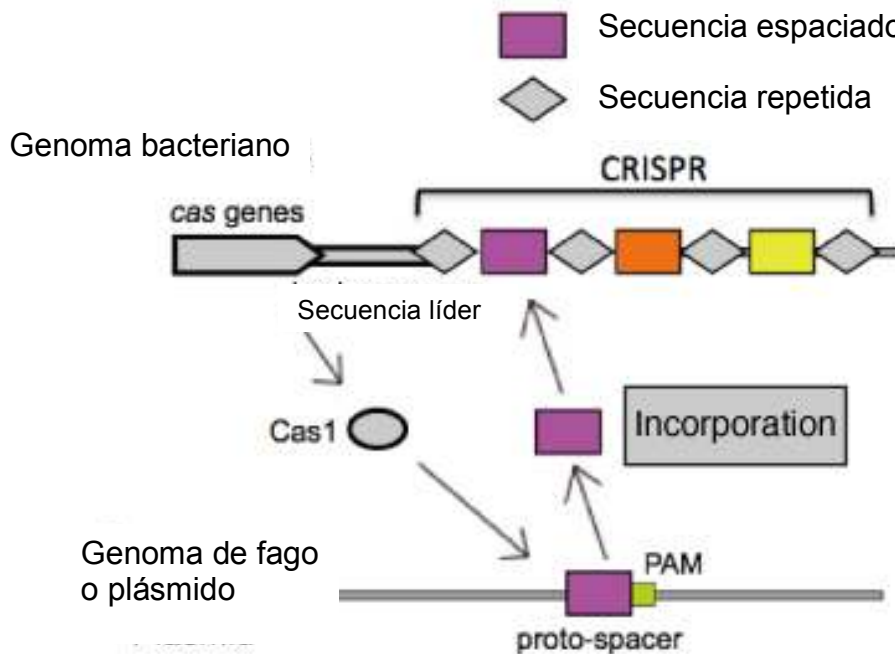 Secuencia espaciado
Secuencia repetida
Genoma bacteriano
CRISPR
cas genes
Secuencia líder
Cas1
Incorporation
Genoma de fago
o plásmido
PAM
proto-spacer